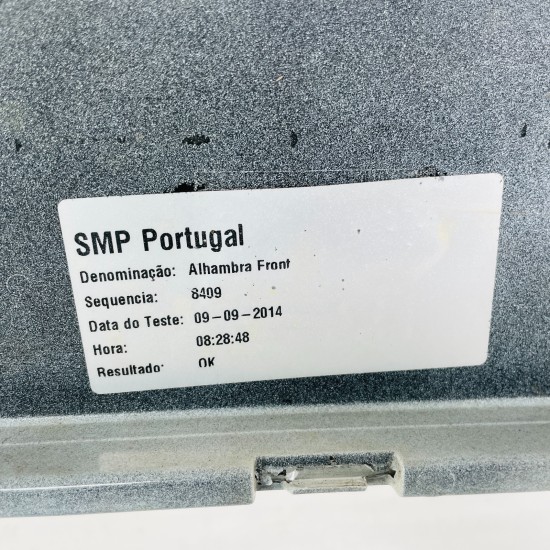 SMP Portugal
Denominação: Alhambra Front
Sequencia: 8409
Data do Teste: 09-09-2014
Hora: 08:28:48
Resultado: OK